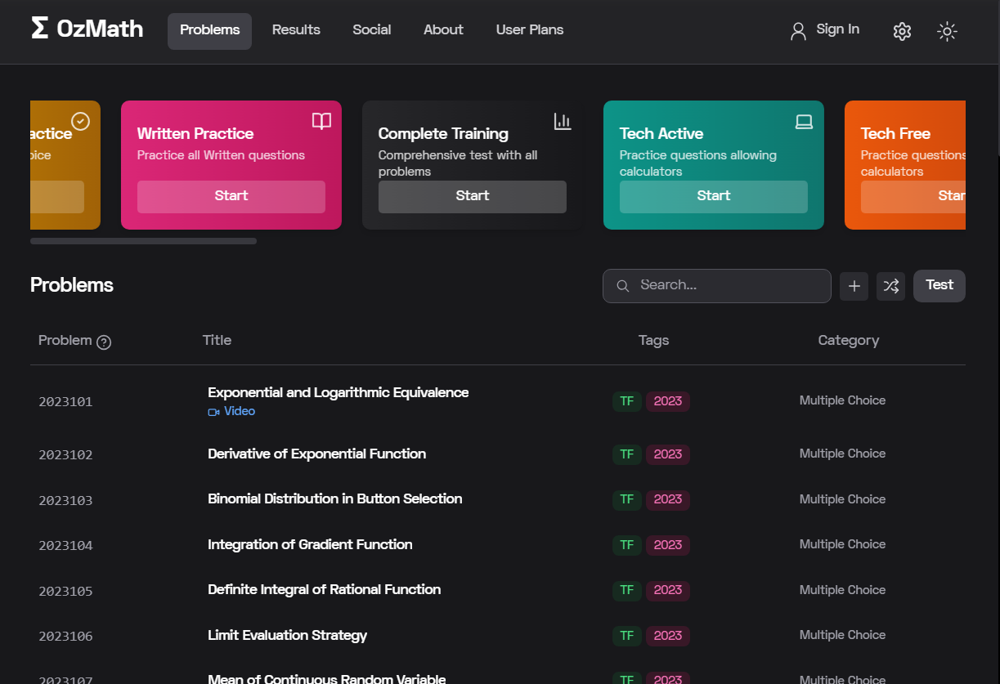 Σ OzMath
Problems
Results
Social
About
User Plans
Sign In
actice
oice
Written Practice
Practice all Written questions
Start
Complete Training
Comprehensive test with all
problems
Start
Tech Active
Practice questions allowing
calculators
Start
Tech Free
Practice questions
calculators
Star
Problems
Search...
Test
Problem
Title
Tags
Category
2023101 Exponential and Logarithmic Equivalence TF 2023 Multiple Choice
Video
2023102 Derivative of Exponential Function TF 2023 Multiple Choice
2023103 Binomial Distribution in Button Selection TF 2023 Multiple Choice
2023104 Integration of Gradient Function TF 2023 Multiple Choice
2023105 Definite Integral of Rational Function TF 2023 Multiple Choice
2023106 Limit Evaluation Strategy TF 2023 Multiple Choice
2023107 Mean of Continuous Random Variable TF 2023 Multiple Choice